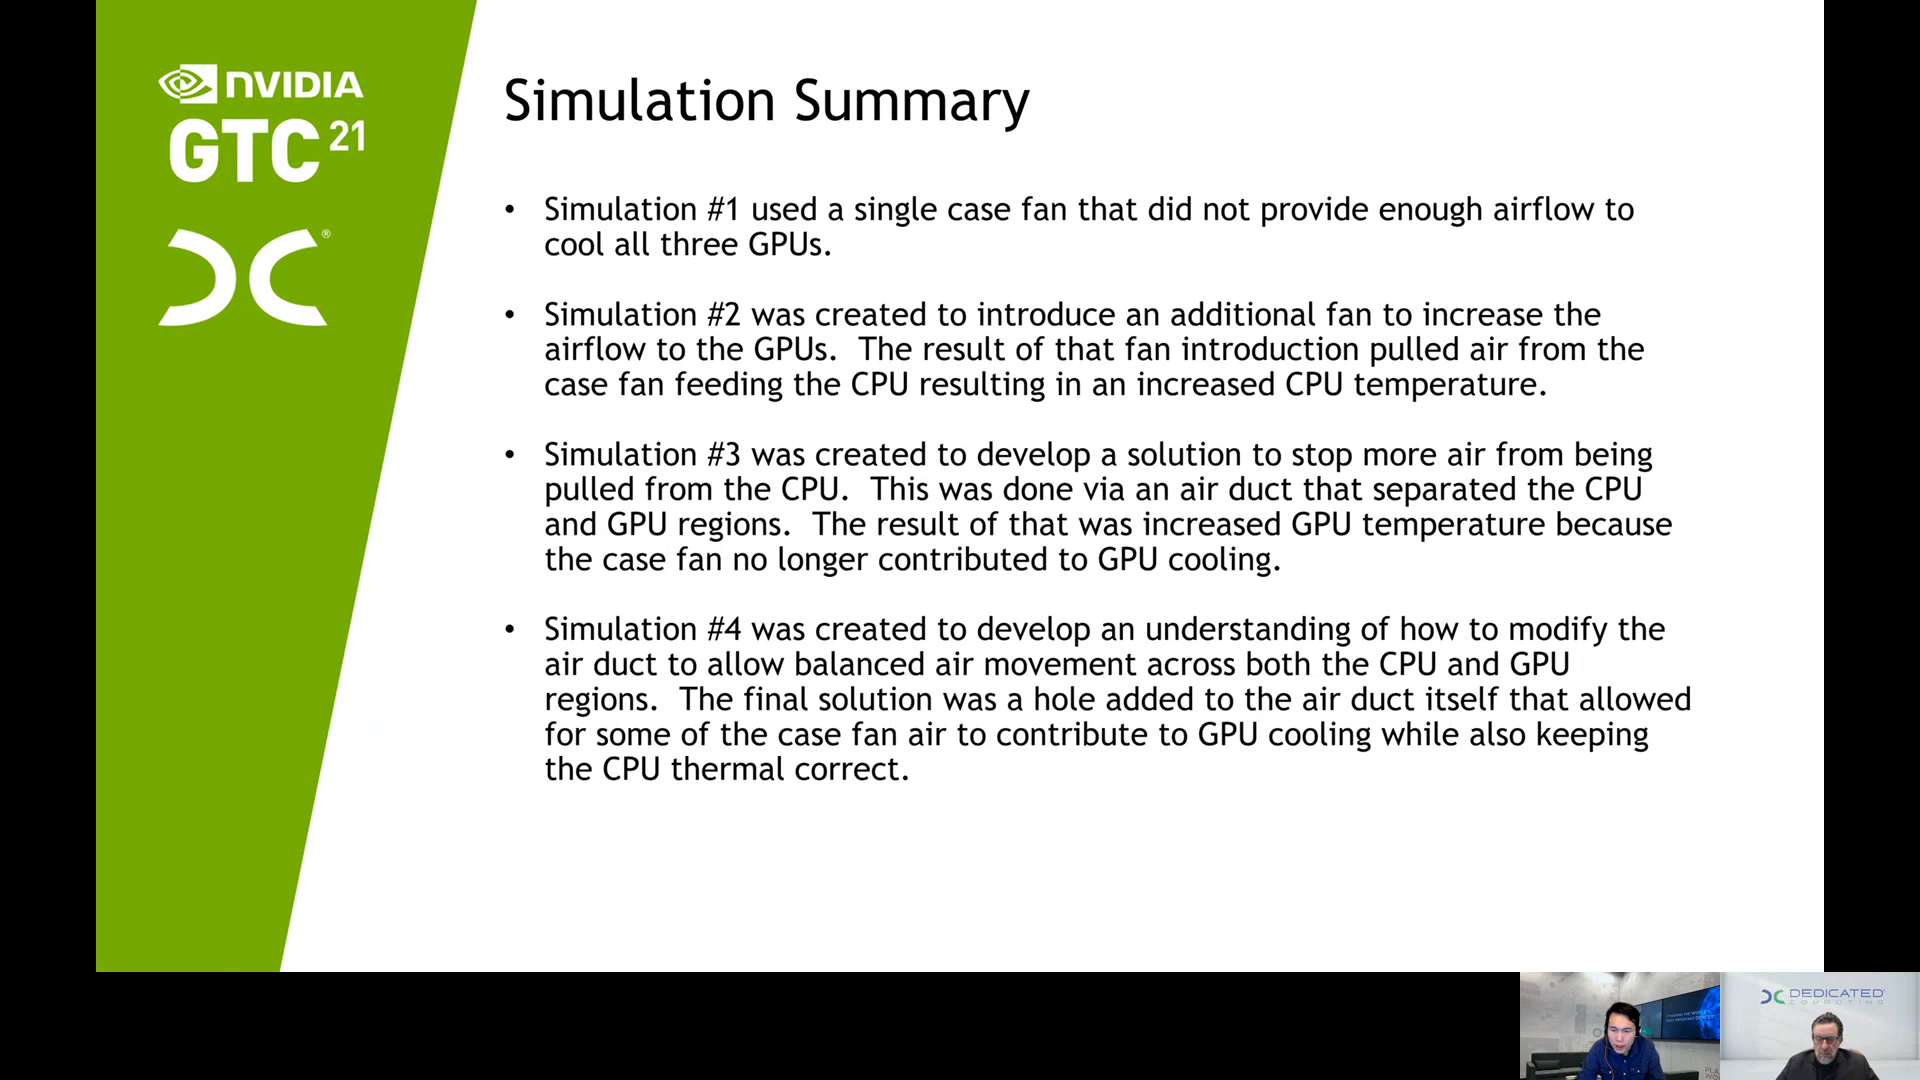 NVIDIA
GTC 21
®
Simulation Summary
• Simulation #1 used a single case fan that did not provide enough airflow to
cool all three GPUs.
• Simulation #2 was created to introduce an additional fan to increase the
airflow to the GPUs. The result of that fan introduction pulled air from the
case fan feeding the CPU resulting in an increased CPU temperature.
• Simulation #3 was created to develop a solution to stop more air from being
pulled from the CPU. This was done via an air duct that separated the CPU
and GPU regions. The result of that was increased GPU temperature because
the case fan no longer contributed to GPU cooling.
• Simulation #4 was created to develop an understanding of how to modify the
air duct to allow balanced air movement across both the CPU and GPU
regions. The final solution was a hole added to the air duct itself that allowed
for some of the case fan air to contribute to GPU cooling while also keeping
the CPU thermal correct.
DEDICATED
COMPUTING